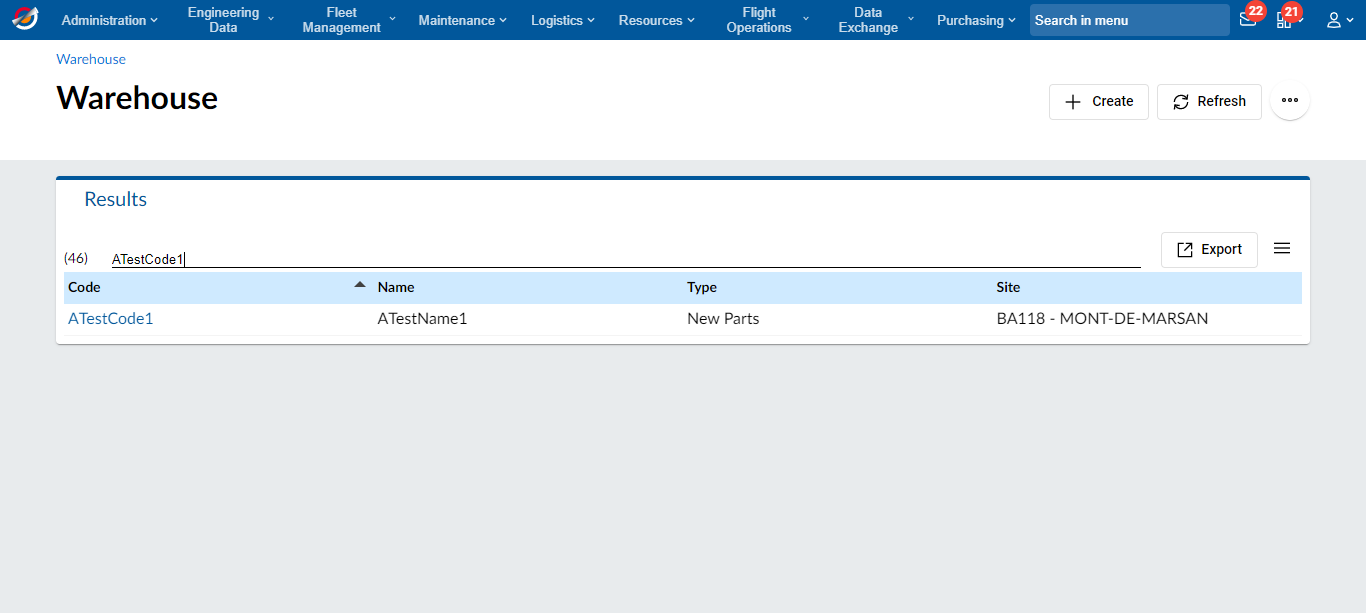 Administration
Engineering
Data
Fleet
Management
Maintenance
Logistics
Resources
Flight
Operations
Data
Exchange
Purchasing
Search in menu
22
21
Warehouse
Warehouse
Create
Refresh
Results
(46)
ATestCode1
Export
Code Name Type Site
ATestCode1 ATestName1 New Parts BA118 - MONT-DE-MARSAN